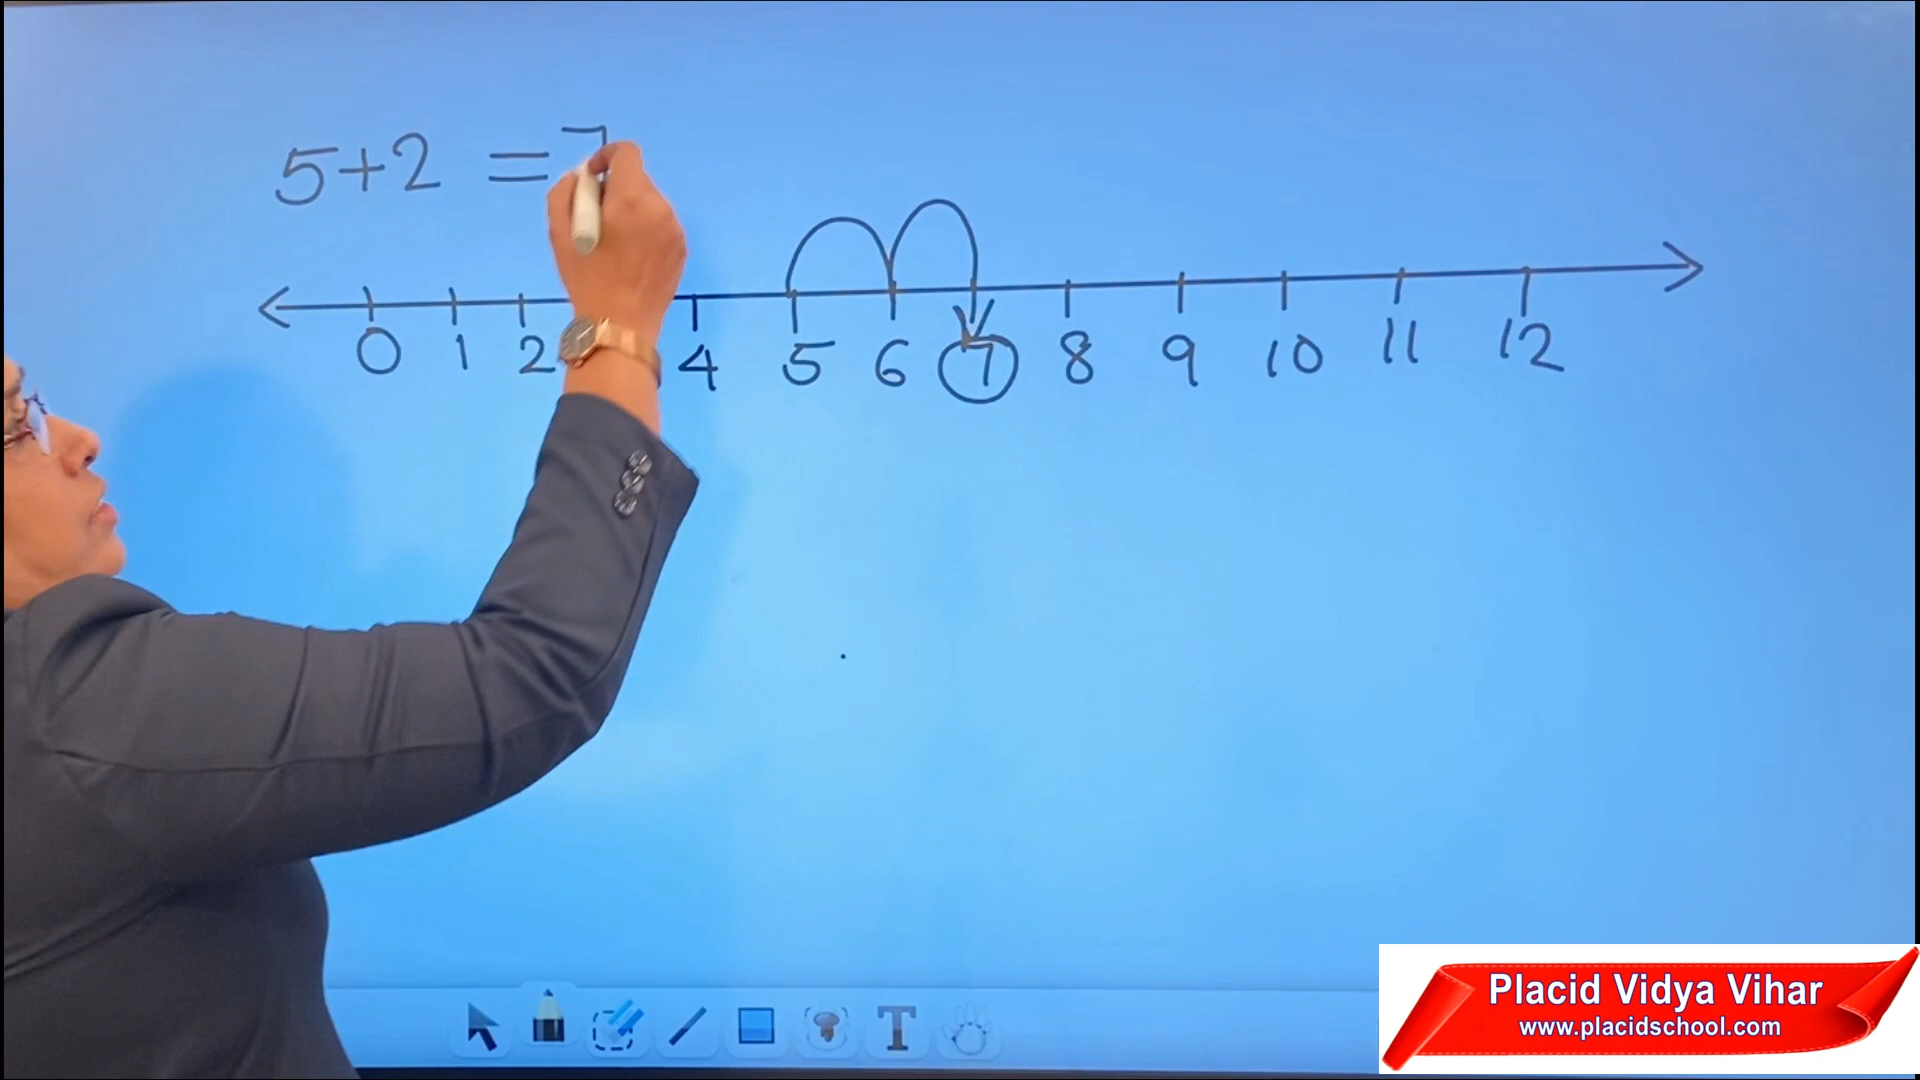 5+2 = 7
0 1 2 4 5 6 7 8 9 10 11 12
T
Placid Vidya Vihar
www.placidschool.com